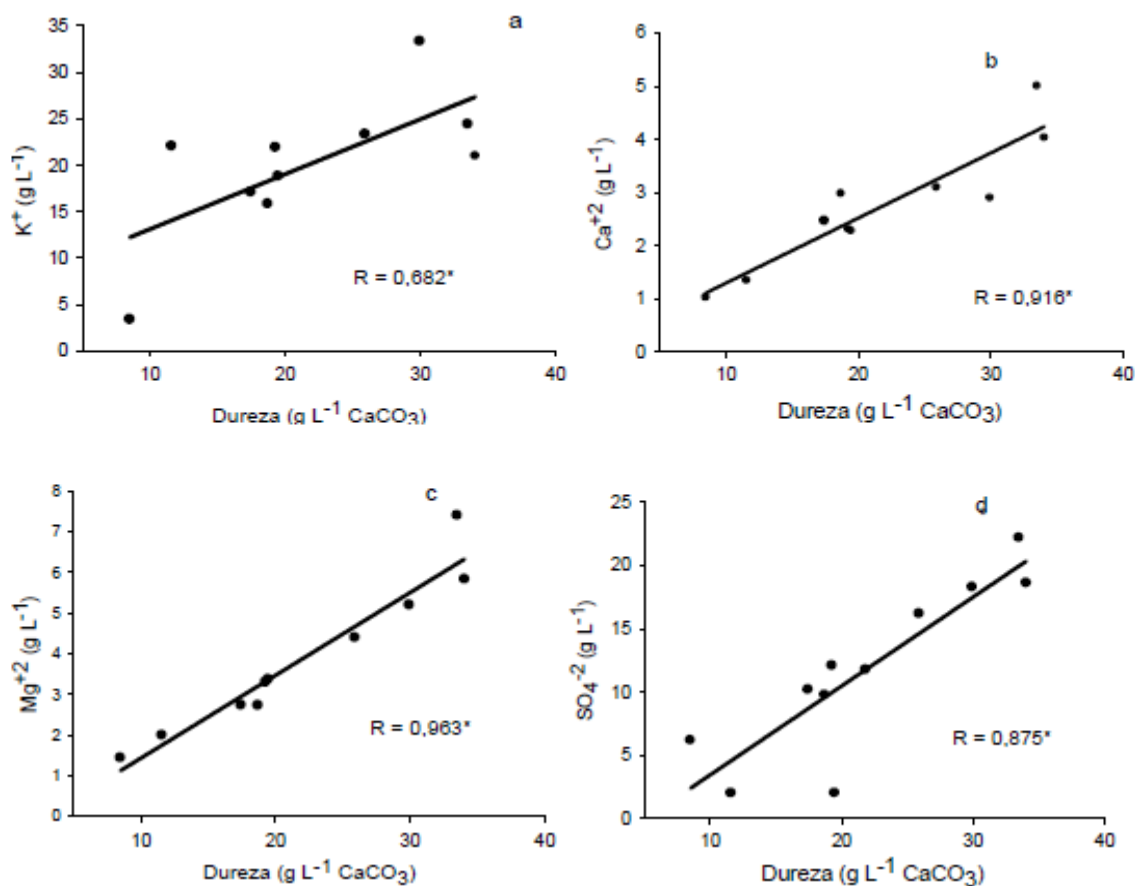 a
35
30
25
20
15
10
5
0
K+ (g L-1)
R = 0,682*
10 20 30 40
Dureza (g L-1 CaCO3)
b
6
5
4
3
2
1
0
Ca+2 (g L-1)
R = 0,916*
10 20 30 40
Dureza (g L-1 CaCO3)
c
8
7
6
5
4
3
2
1
0
Mg+2 (g L-1)
R = 0,963*
10 20 30 40
Dureza (g L-1 CaCO3)
d
25
20
15
10
5
0
SO4-2 (g L-1)
R = 0,875*
10 20 30 40
Dureza (g L-1 CaCO3)